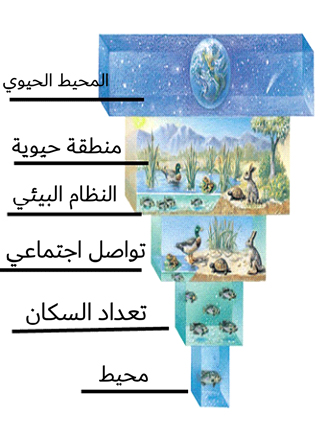 المحيط الحيوي
منطقة حيوية
النظام البيئي
تواصل اجتماعي
تعداد السكان
محيط